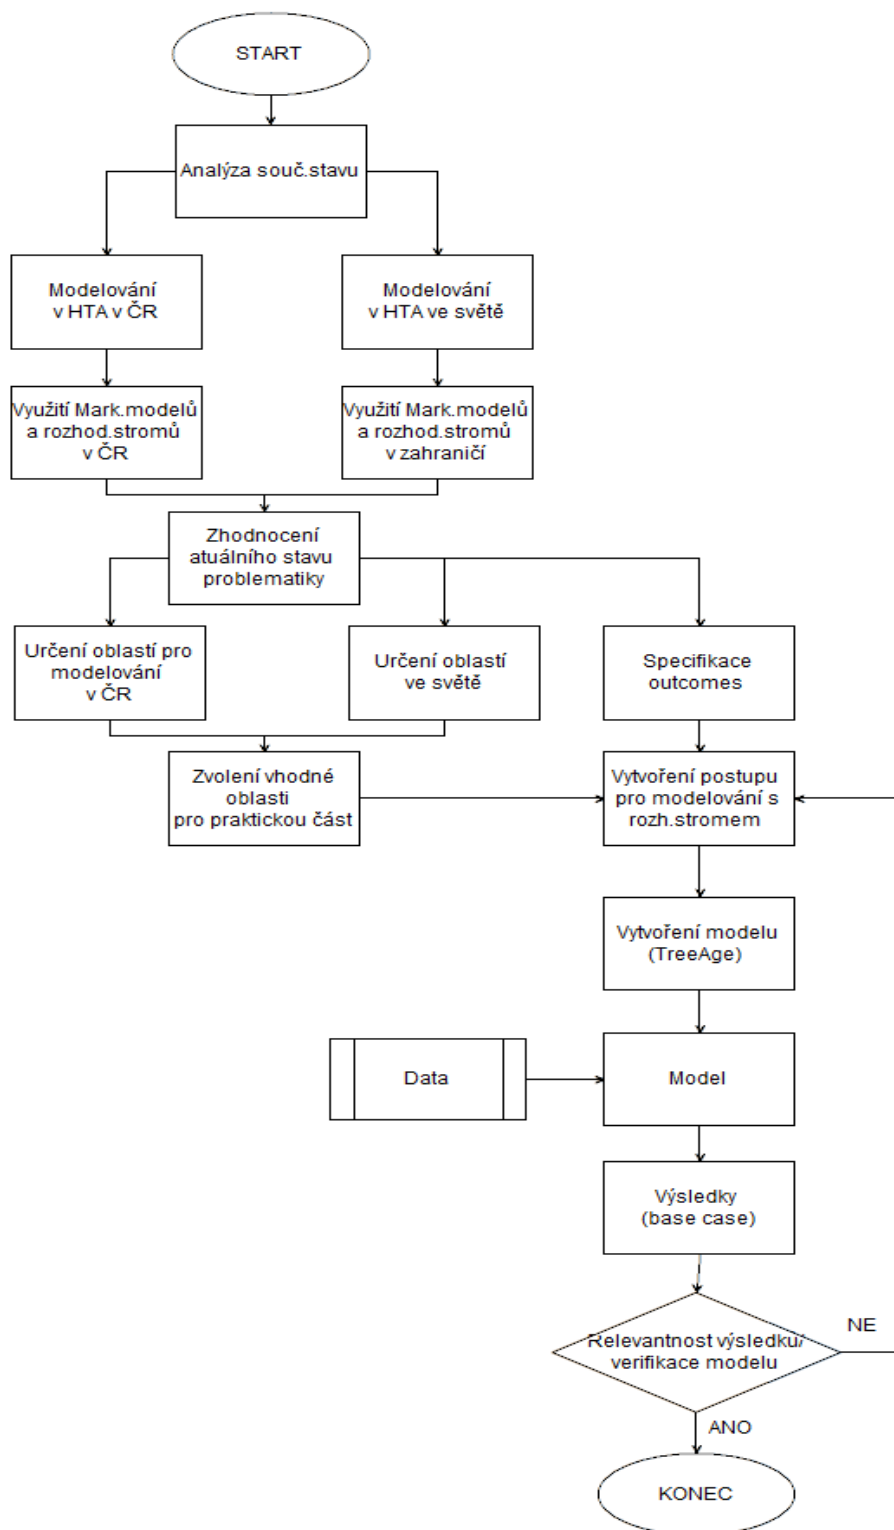 START
Analýza souč.stavu
Modelování
v HTA v ČR
Modelování
v HTA ve světě
Využití Mark.modelů
a rozhod.stromů
v ČR
Využití Mark.modelů
a rozhod.stromů
v zahraničí
Zhodnocení
atuálního stavu
problematiky
Určení oblastí pro
modelování
v ČR
Určení oblastí
ve světě
Specifikace
outcomes
Zvolení vhodné
oblasti
pro praktickou část
Vytvoření postupu
pro modelování s
rozh.stromem
Vytvoření modelu
(TreeAge)
Data
Model
Výsledky
(base case)
Relevantnost výsledků/
verifikace modelu
NE
ANO
KONEC